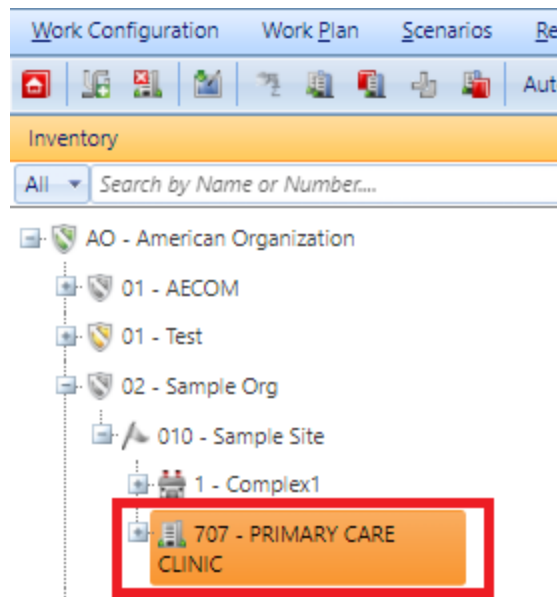 Work Configuration Work Plan Scenarios Re
Aut
Inventory
All Search by Name or Number....
AO - American Organization
01 - AECOM
01 - Test
02 - Sample Org
010 - Sample Site
1 - Complex1
707 - PRIMARY CARE
CLINIC